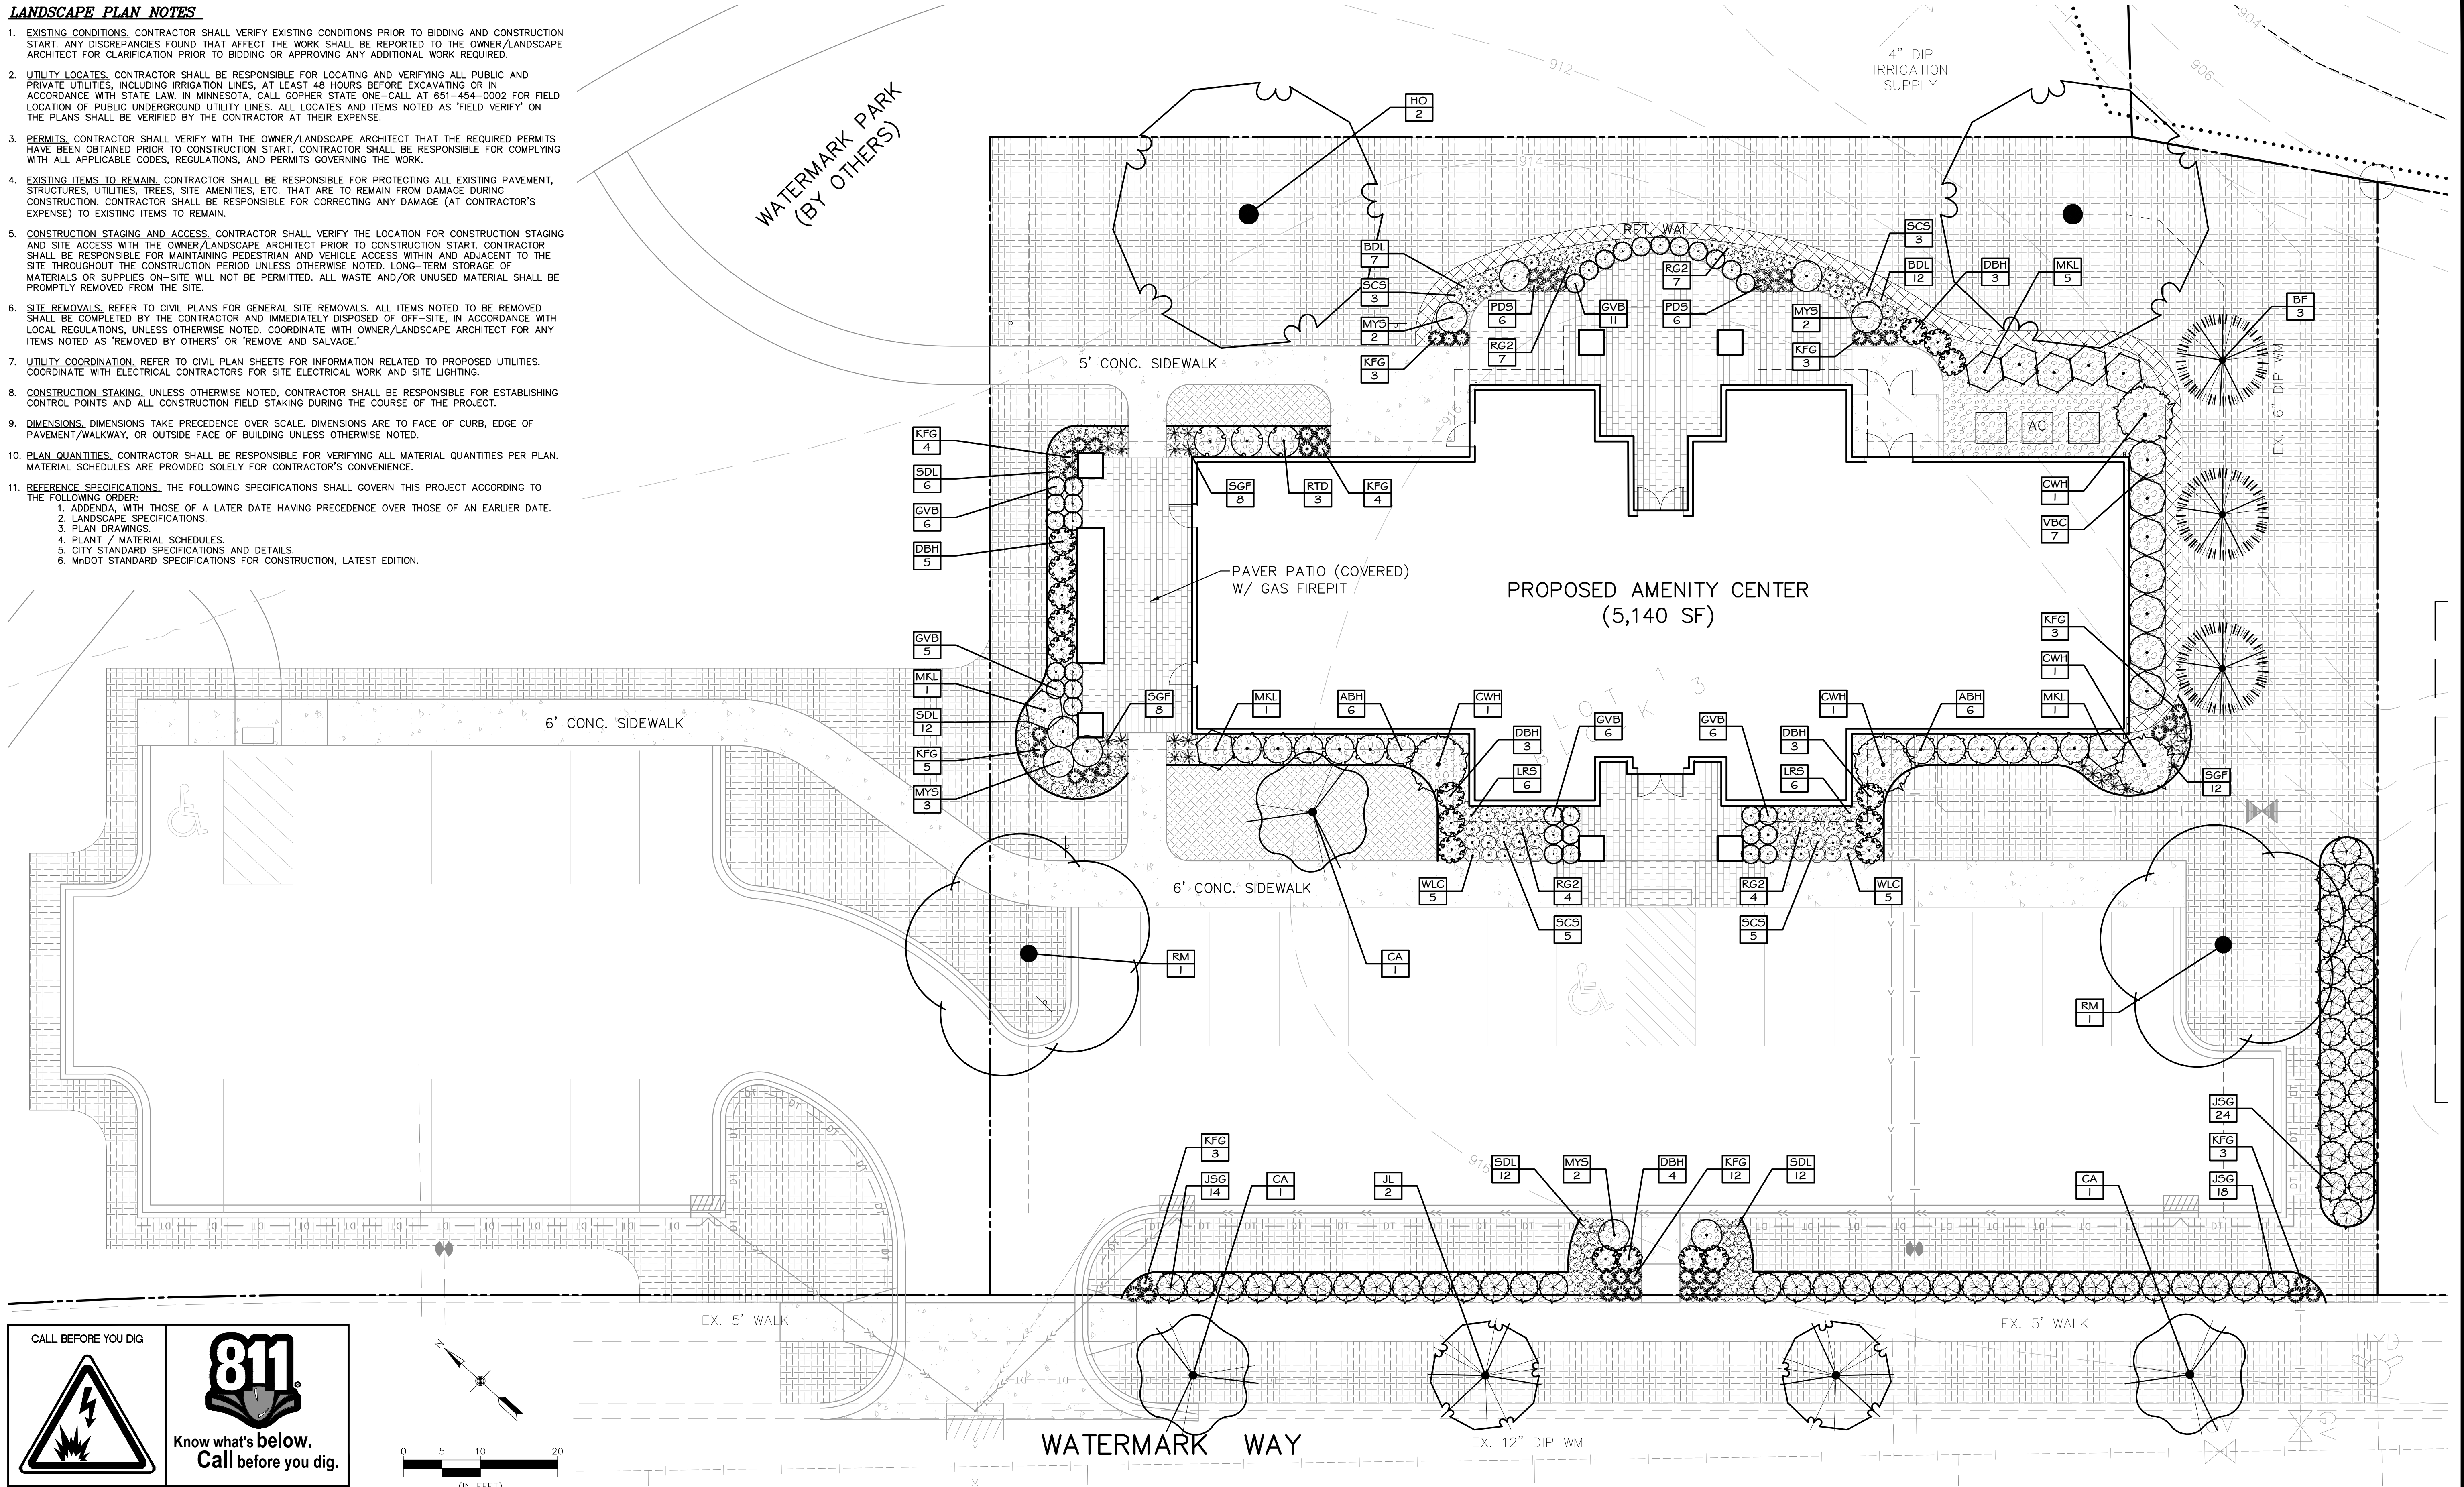 LANDSCAPE PLAN NOTES
1. EXISTING CONDITIONS. CONTRACTOR SHALL VERIFY EXISTING CONDITIONS PRIOR TO BIDDING AND CONSTRUCTION
START. ANY DISCREPANCIES FOUND THAT AFFECT THE WORK SHALL BE REPORTED TO THE OWNER/LANDSCAPE
ARCHITECT FOR CLARIFICATION PRIOR TO BIDDING OR APPROVING ANY ADDITIONAL WORK REQUIRED.
2. UTILITY LOCATES. CONTRACTOR SHALL BE RESPONSIBLE FOR LOCATING AND VERIFYING ALL PUBLIC AND
PRIVATE UTILITIES, INCLUDING IRRIGATION LINES, AT LEAST 48 HOURS BEFORE EXCAVATING OR IN
ACCORDANCE WITH STATE LAW. IN MINNESOTA, CALL GOPHER STATE ONE-CALL AT 651-454-0002 FOR FIELD
LOCATION OF PUBLIC UNDERGROUND UTILITY LINES. ALL LOCATES AND ITEMS NOTED AS 'FIELD VERIFY' ON
THE PLANS SHALL BE VERIFIED BY THE CONTRACTOR AT THEIR EXPENSE.
3. PERMITS. CONTRACTOR SHALL VERIFY WITH THE OWNER/LANDSCAPE ARCHITECT THAT THE REQUIRED PERMITS
HAVE BEEN OBTAINED PRIOR TO CONSTRUCTION START. CONTRACTOR SHALL BE RESPONSIBLE FOR COMPLYING
WITH ALL APPLICABLE CODES, REGULATIONS, AND PERMITS GOVERNING THE WORK.
4. EXISTING ITEMS TO REMAIN. CONTRACTOR SHALL BE RESPONSIBLE FOR PROTECTING ALL EXISTING PAVEMENT,
STRUCTURES, UTILITIES, TREES, SITE AMENITIES, ETC. THAT ARE TO REMAIN FROM DAMAGE DURING
CONSTRUCTION. CONTRACTOR SHALL BE RESPONSIBLE FOR CORRECTING ANY DAMAGE (AT CONTRACTOR'S
EXPENSE) TO EXISTING ITEMS TO REMAIN.
5. CONSTRUCTION STAGING AND ACCESS. CONTRACTOR SHALL VERIFY THE LOCATION FOR CONSTRUCTION STAGING
AND SITE ACCESS WITH THE OWNER/LANDSCAPE ARCHITECT PRIOR TO CONSTRUCTION START. CONTRACTOR
SHALL BE RESPONSIBLE FOR MAINTAINING PEDESTRIAN AND VEHICLE ACCESS WITHIN AND ADJACENT TO THE
SITE THROUGHOUT THE CONSTRUCTION PERIOD UNLESS OTHERWISE NOTED. LONG-TERM STORAGE OF
MATERIALS OR SUPPLIES ON-SITE WILL NOT BE PERMITTED. ALL WASTE AND/OR UNUSED MATERIAL SHALL BE
PROMPTLY REMOVED FROM THE SITE.
6. SITE REMOVALS. REFER TO CIVIL PLANS FOR GENERAL SITE REMOVALS. ALL ITEMS NOTED TO BE REMOVED
SHALL BE COMPLETED BY THE CONTRACTOR AND IMMEDIATELY DISPOSED OF OFF-SITE, IN ACCORDANCE WITH
LOCAL REGULATIONS, UNLESS OTHERWISE NOTED. COORDINATE WITH OWNER/LANDSCAPE ARCHITECT FOR ANY
ITEMS NOTED AS 'REMOVED BY OTHERS' OR 'REMOVE AND SALVAGE.'
7. UTILITY COORDINATION. REFER TO CIVIL PLAN SHEETS FOR INFORMATION RELATED TO PROPOSED UTILITIES.
COORDINATE WITH ELECTRICAL CONTRACTORS FOR SITE ELECTRICAL WORK AND SITE LIGHTING.
8. CONSTRUCTION STAKING. UNLESS OTHERWISE NOTED, CONTRACTOR SHALL BE RESPONSIBLE FOR ESTABLISHING
CONTROL POINTS AND ALL CONSTRUCTION FIELD STAKING DURING THE COURSE OF THE PROJECT.
9. DIMENSIONS. DIMENSIONS TAKE PRECEDENCE OVER SCALE. DIMENSIONS ARE TO FACE OF CURB, EDGE OF
PAVEMENT/WALKWAY, OR OUTSIDE FACE OF BUILDING UNLESS OTHERWISE NOTED.
10. PLAN QUANTITIES. CONTRACTOR SHALL BE RESPONSIBLE FOR VERIFYING ALL MATERIAL QUANTITIES PER PLAN.
MATERIAL SCHEDULES ARE PROVIDED SOLELY FOR CONTRACTOR'S CONVENIENCE.
11. REFERENCE SPECIFICATIONS. THE FOLLOWING SPECIFICATIONS SHALL GOVERN THIS PROJECT ACCORDING TO
THE FOLLOWING ORDER:
1. ADDENDA, WITH THOSE OF A LATER DATE HAVING PRECEDENCE OVER THOSE OF AN EARLIER DATE.
2. LANDSCAPE SPECIFICATIONS.
3. PLAN DRAWINGS.
4. PLANT / MATERIAL SCHEDULES.
5. CITY STANDARD SPECIFICATIONS AND DETAILS.
6. MnDOT STANDARD SPECIFICATIONS FOR CONSTRUCTION, LATEST EDITION.
WATERMARK PARK
(BY OTHERS)
912
914
904
906
4" DIP
IRRIGATION
SUPPLY
HO
2
RET. WALL
BDL
7
SCS
3
MYS
2
KFG
3
PDS
6
RG2
7
GVB
11
RG2
7
PDS
6
MYS
2
KFG
3
SCS
3
BDL
12
DBH
3
MKL
5
BF
3
EX. 16" DIP WM
5' CONC. SIDEWALK
916
AC
KFG
4
SDL
6
GVB
6
DBH
5
SGF
8
RTD
3
KFG
4
CWH
1
VBC
7
PAVER PATIO (COVERED)
W/ GAS FIREPIT
PROPOSED AMENITY CENTER
(5,140 SF)
KFG
3
CWH
1
MKL
1
GVB
5
MKL
1
SDL
12
KFG
5
MYS
3
SGF
8
MKL
1
ABH
6
CWH
1
DBH
3
LRS
6
GVB
6
LOT 13
GVB
6
DBH
3
LRS
6
CWH
1
ABH
6
SGF
12
6' CONC. SIDEWALK
6' CONC. SIDEWALK
WLC
5
RG2
4
SCS
5
RG2
4
SCS
5
WLC
5
RM
1
CA
1
RM
1
JSG
24
KFG
3
JSG
18
KFG
3
JSG
14
CA
1
JL
2
916
SDL
12
MYS
2
DBH
4
KFG
12
SDL
12
CA
1
EX. 5' WALK
EX. 5' WALK
HYD
GV
WATERMARK WAY
EX. 12" DIP WM
CALL BEFORE YOU DIG
811
Know what's below.
Call before you dig.
N
0 5 10 20
(IN FEET)